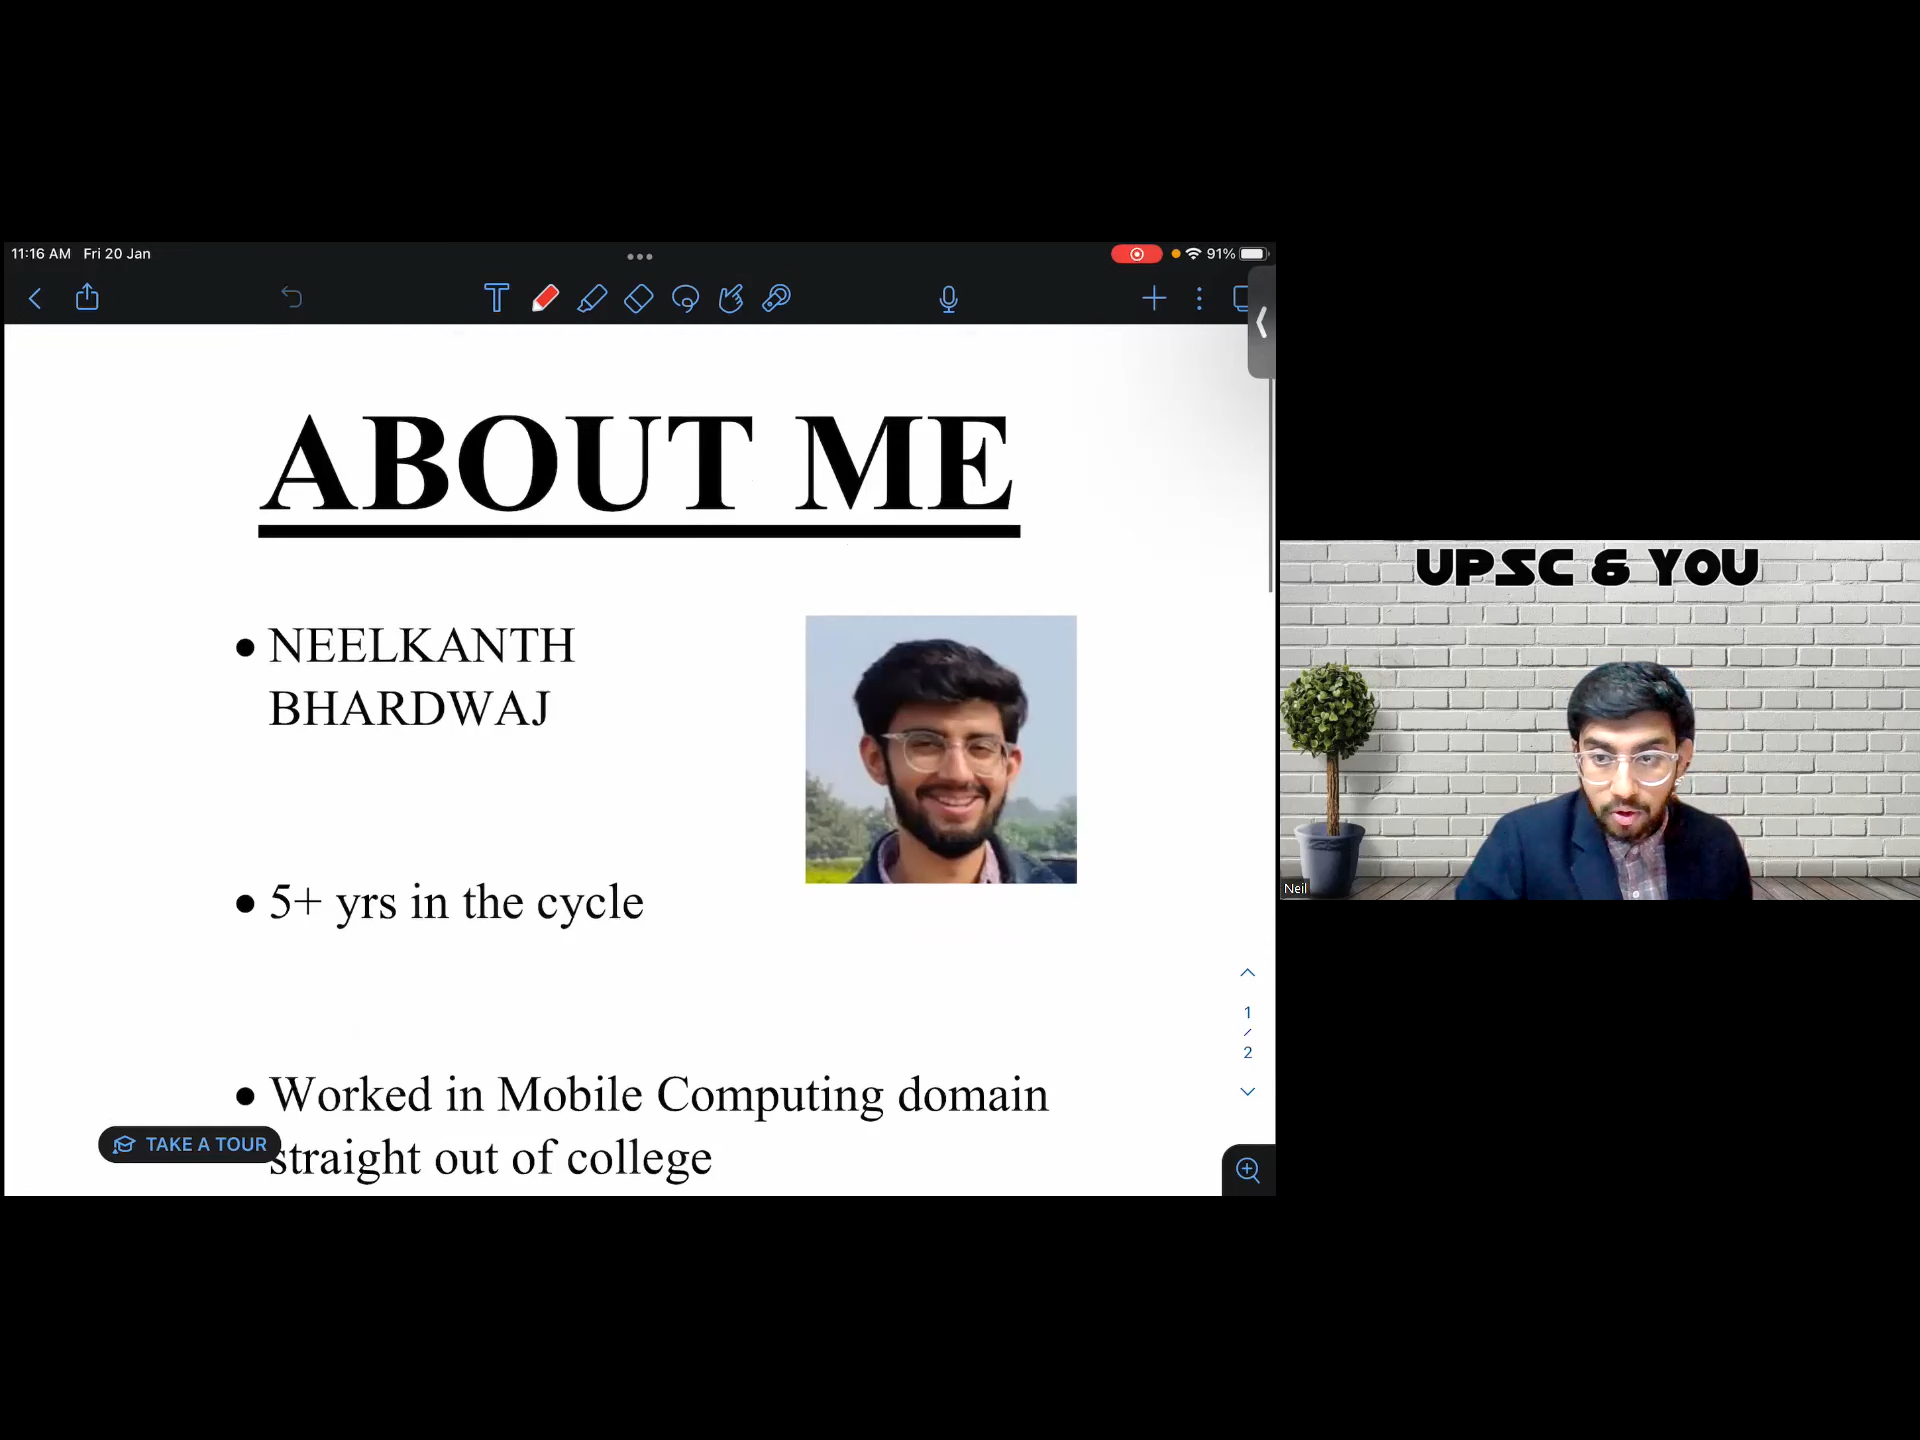 11:16 AM Fri 20 Jan
91%
ABOUT ME
• NEELKANTH
BHARDWAJ
• 5+ yrs in the cycle
• Worked in Mobile Computing domain
straight out of college
TAKE A TOUR
1
/
2
UPSC & YOU
Neil